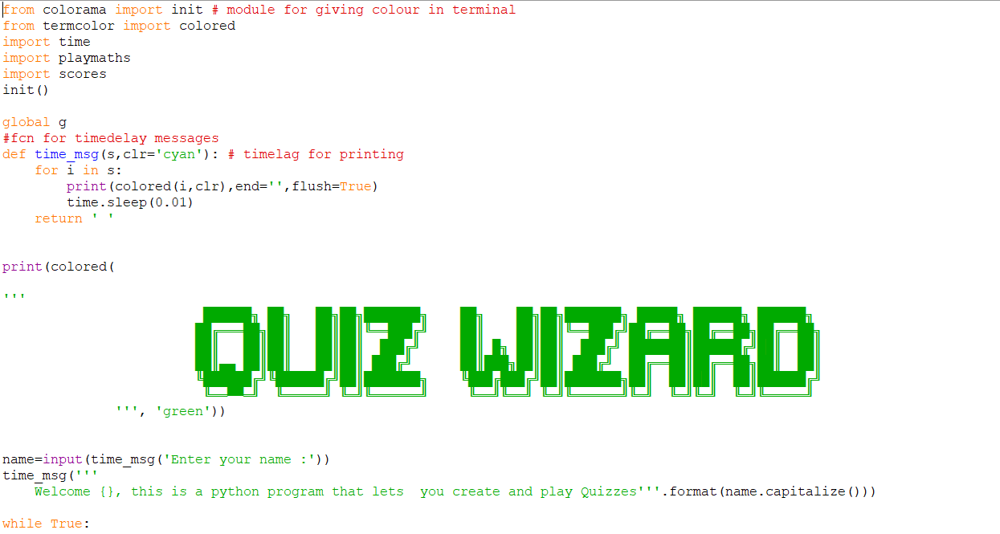 from colorama import init # module for giving colour in terminal
from termcolor import colored
import time
import playmaths
import scores
init()
global g
#fcn for timedelay messages
def time_msg(s,clr='cyan'): # timelag for printing
    for i in s:
        print(colored(i,clr),end='',flush=True)
        time.sleep(0.01)
    return ' '
print(colored(
'''
QUIZ WIZARD
''', 'green'))
name=input(time_msg('Enter your name :'))
time_msg('''
    Welcome {}, this is a python program that lets  you create and play Quizzes'''.format(name.capitalize()))
while True: